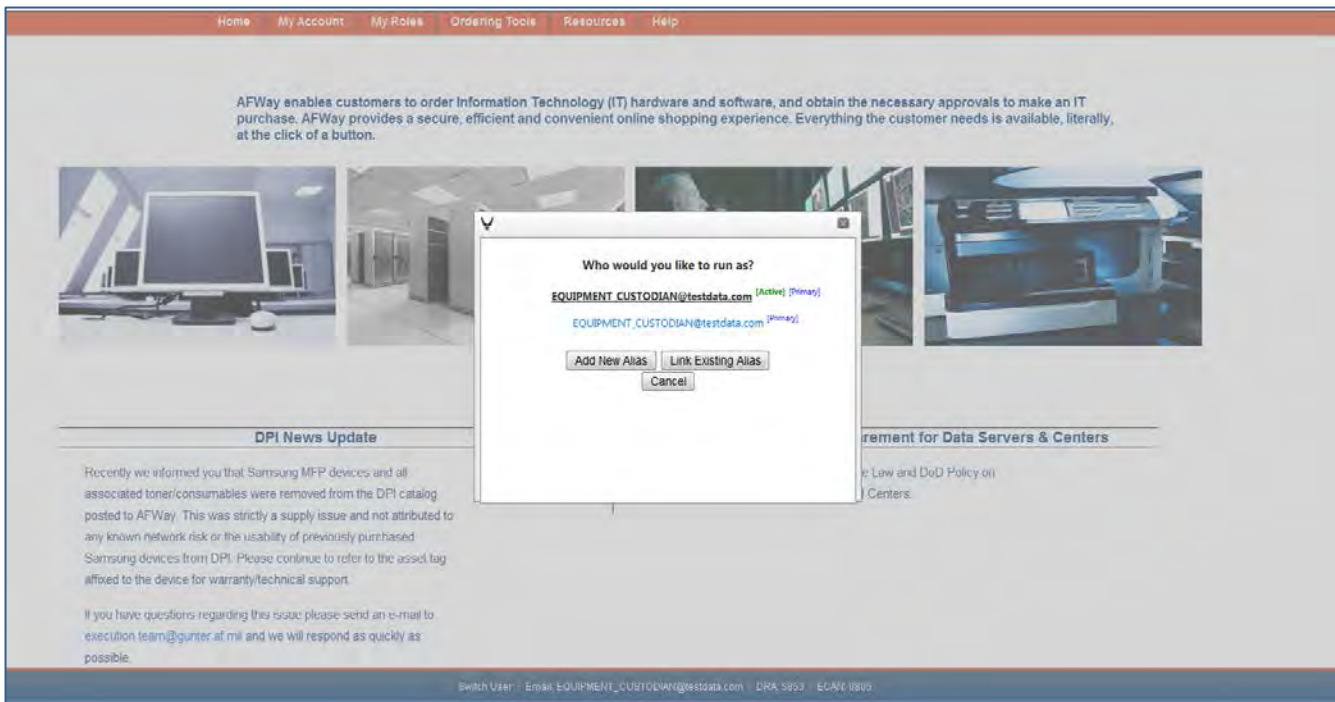 Home My Account My Roles Ordering Tools Resources Help
AFWay enables customers to order Information Technology (IT) hardware and software, and obtain the necessary approvals to make an IT
purchase. AFWay provides a secure, efficient and convenient online shopping experience. Everything the customer needs is available, literally,
at the click of a button.
Who would you like to run as?
EQUIPMENT_CUSTODIAN@testdata.com [Active] [Primary]
EQUIPMENT_CUSTODIAN@testdata.com [Primary]
Add New Alias Link Existing Alias
Cancel
DPI News Update
Recently we informed you that Samsung MFP devices and all
associated toner/consumables were removed from the DPI catalog
posted to AFWay. This was strictly a supply issue and not attributed to
any known network risk or the usability of previously purchased
Samsung devices from DPI. Please continue to refer to the asset tag
affixed to the device for warranty/technical support.
If you have questions regarding this issue please send an e-mail to
execution.team@gunter.af.mil and we will respond as quickly as
possible.
rement for Data Servers & Centers
e Law and DoD Policy on
Centers.
Switch User Email: EQUIPMENT_CUSTODIAN@testdata.com DRA: 5853 ECAN: 0805